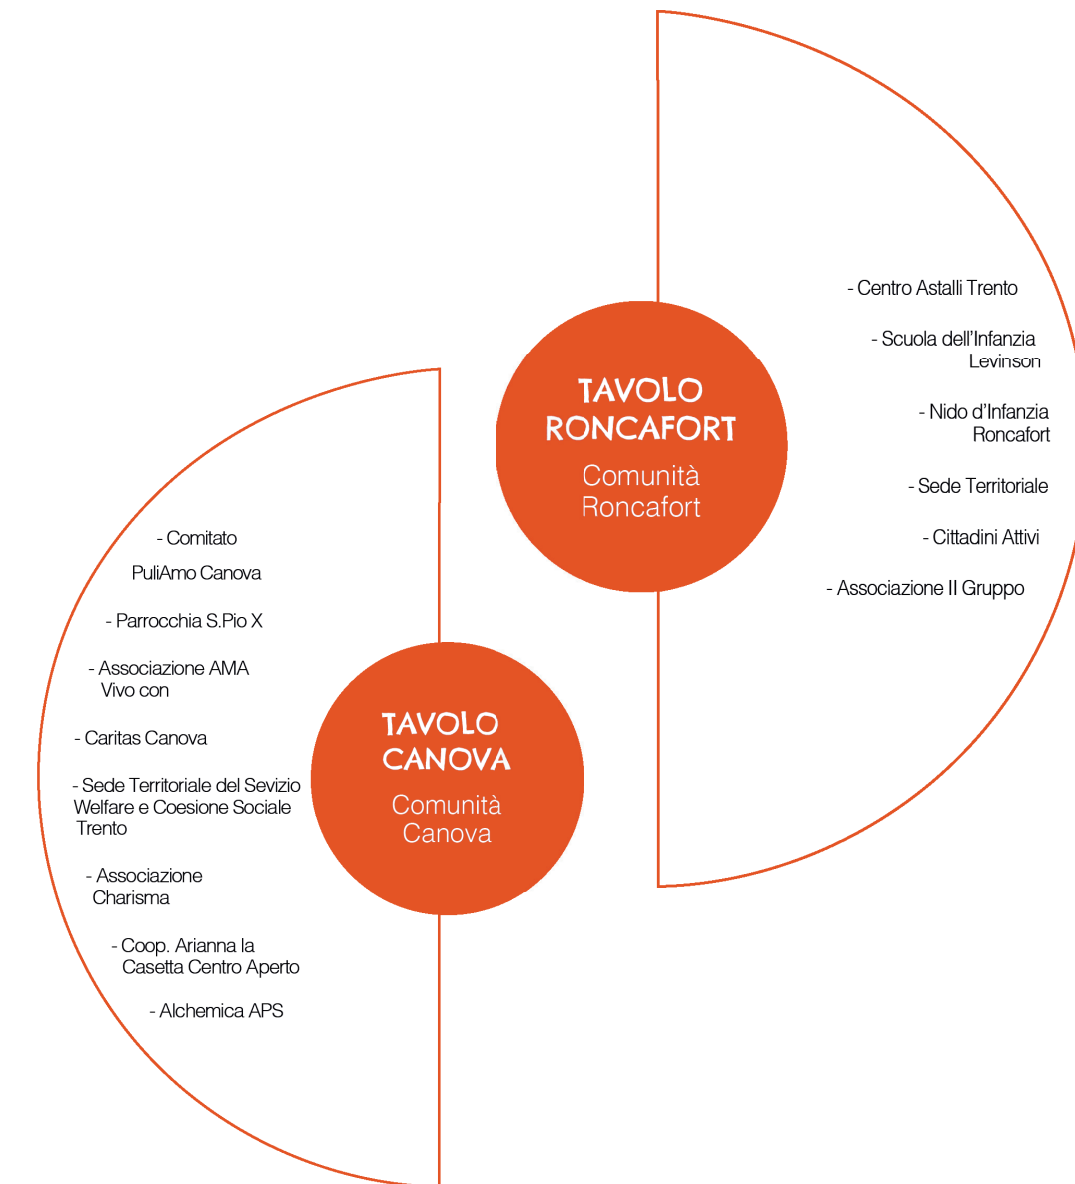 - Centro Astalli Trento
- Scuola dell'Infanzia
Levinson
- Nido d'Infanzia
Roncafort
- Sede Territoriale
- Cittadini Attivi
- Associazione II Gruppo
TAVOLO
RONCAFORT
Comunità
Roncafort
- Comitato
PuliAmo Canova
- Parrocchia S.Pio X
- Associazione AMA
Vivo con
- Caritas Canova
- Sede Territoriale del Sevizio
Welfare e Coesione Sociale
Trento
- Associazione
Charisma
- Coop. Arianna la
Casetta Centro Aperto
- Alchemica APS
TAVOLO
CANOVA
Comunità
Canova